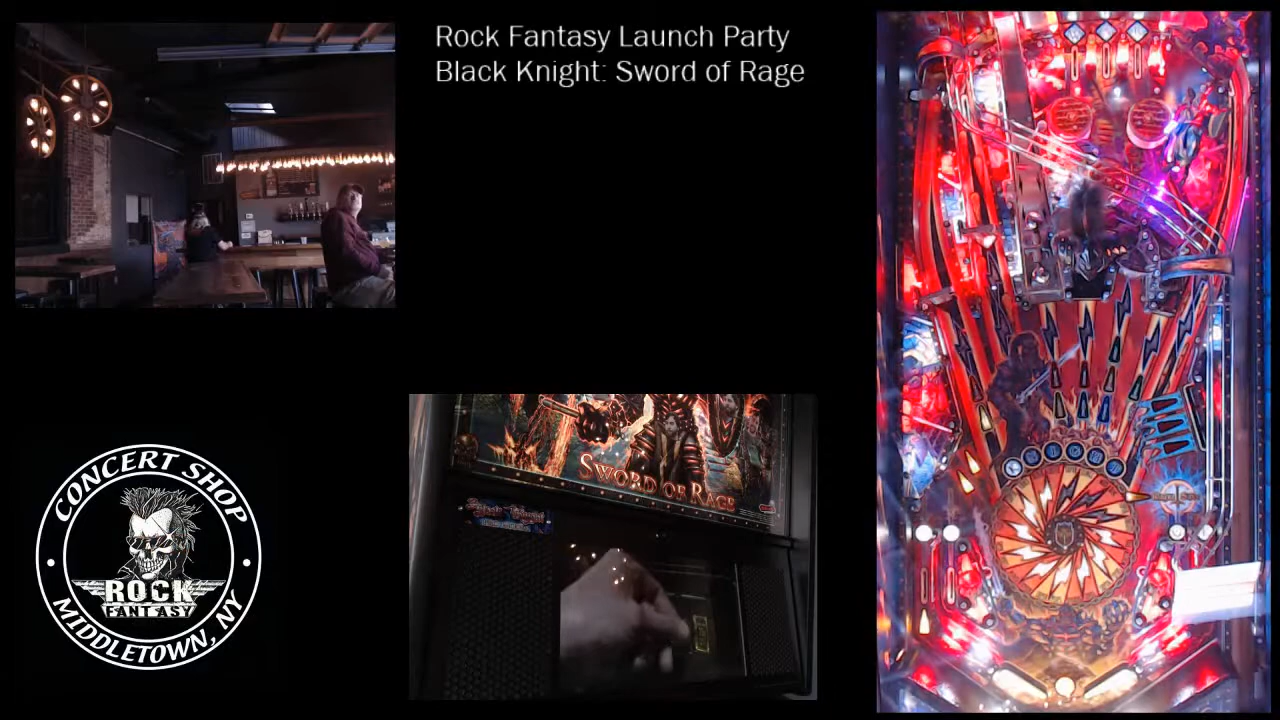 Rock Fantasy Launch Party
Black Knight: Sword of Rage
SWORD OF RAGE
CONCERT SHOP
ROCK
FANTASY
MIDDLETOWN, NY